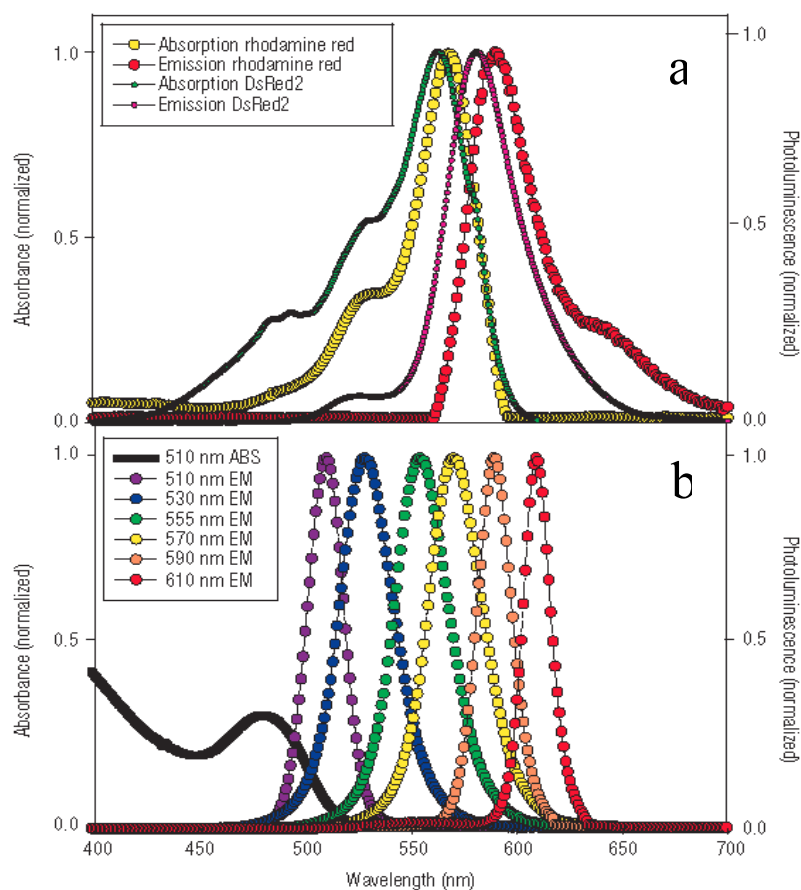 Absorption rhodamine red
Emission rhodamine red
Absorption DsRed2
Emission DsRed2
a
1.0
0.5
0.0
1.0
0.5
0.0
Absorbance (normalized)
Photoluminescence (normalized)
510 nm ABS
510 nm EM
530 nm EM
555 nm EM
570 nm EM
590 nm EM
610 nm EM
b
1.0
0.5
0.0
1.0
0.5
0.0
Absorbance (normalized)
Photoluminescence (normalized)
400 450 500 550 600 650 700
Wavelength (nm)